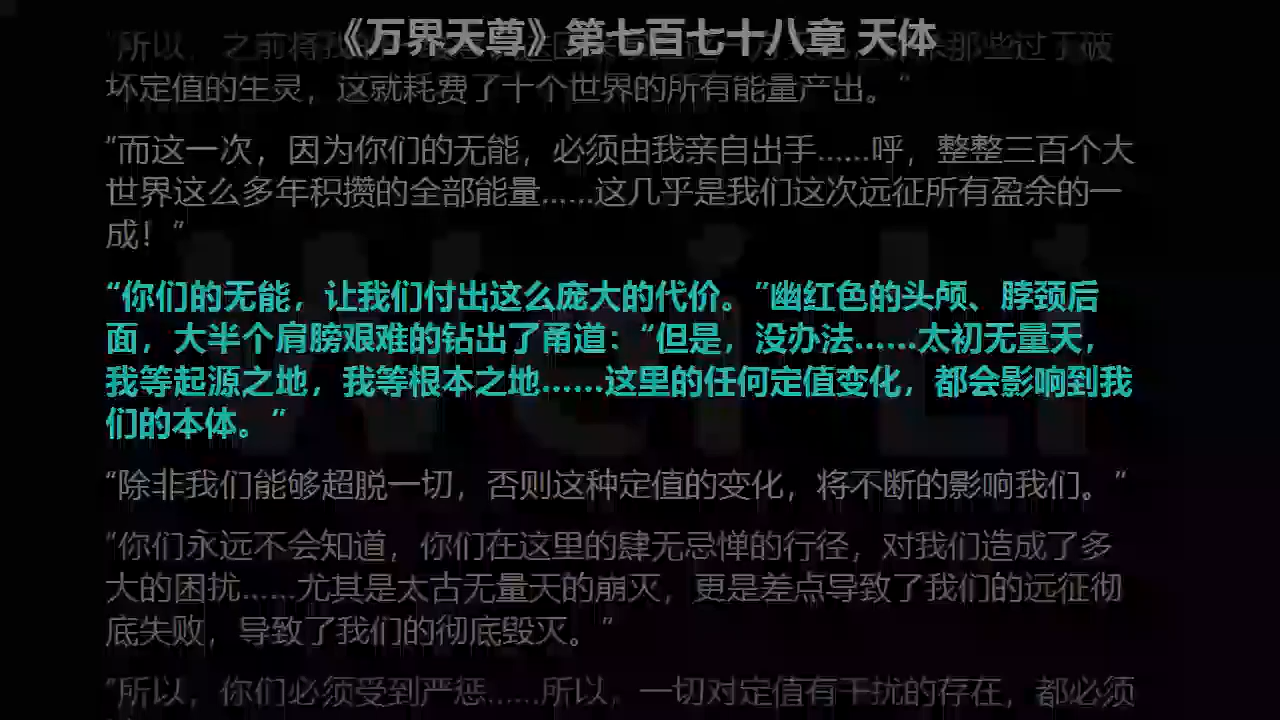 《万界天尊》第七百七十八章 天体
"所以，之前将我
那些过于破
坏定值的生灵，这就耗费了十个世界的所有能量产出。"
"而这一次，因为你们的无能，必须由我亲自出手……呼，整整三百个大
世界这么多年积攒的全部能量……这几乎是我们这次远征所有盈余的一
成！"
"你们的无能，让我们付出这么庞大的代价。"幽红色的头颅、脖颈后
面，大半个肩膀艰难的钻出了甬道："但是，没办法……太初无量天，
我等起源之地，我等根本之地……这里的任何定值变化，都会影响到我
们的本体。"
"除非我们能够超脱一切，否则这种定值的变化，将不断的影响我们。"
"你们永远不会知道，你们在这里的肆无忌惮的行径，对我们造成了多
大的困扰……尤其是太古无量天的崩灭，更是差点导致了我们的远征彻
底失败，导致了我们的彻底毁灭。"
"所以，你们必须受到严惩……所以，一切对定值有干扰的存在，都必须
Wei Li